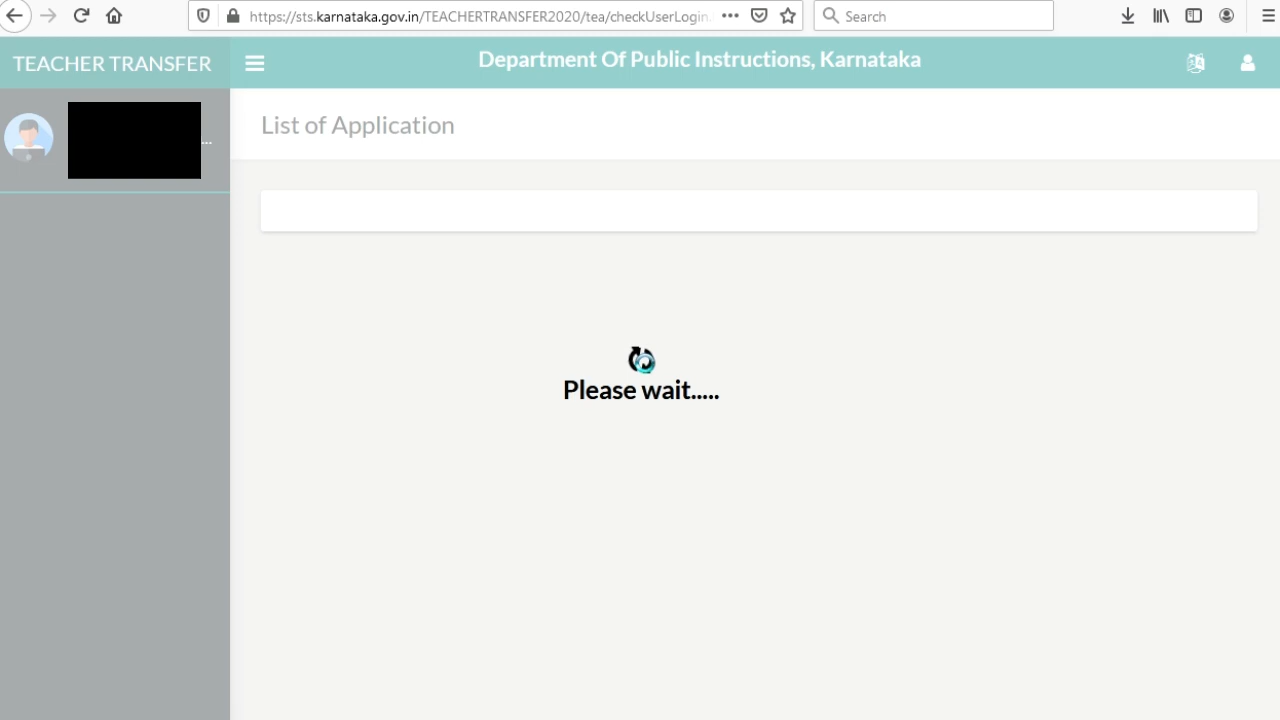 https://sts.karnataka.gov.in/TEACHERTRANSFER2020/tea/checkUserLogin
Search
TEACHER TRANSFER
Department Of Public Instructions, Karnataka
...
List of Application
Please wait.....